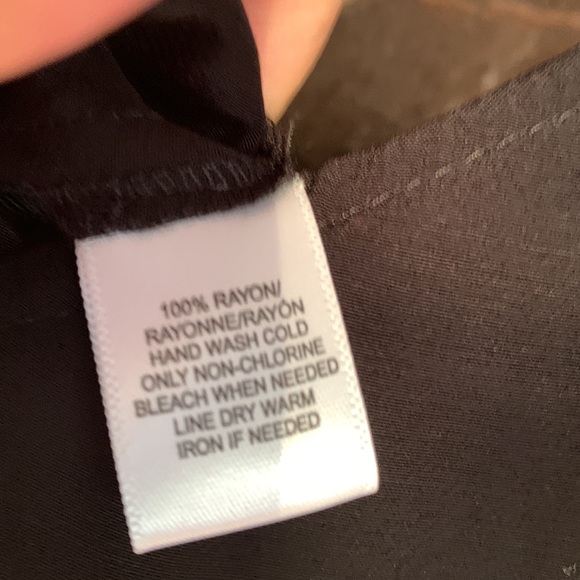 100% RAYON/
RAYONNE/RAYÓN
HAND WASH COLD
ONLY NON-CHLORINE
BLEACH WHEN NEEDED
LINE DRY WARM
IRON IF NEEDED